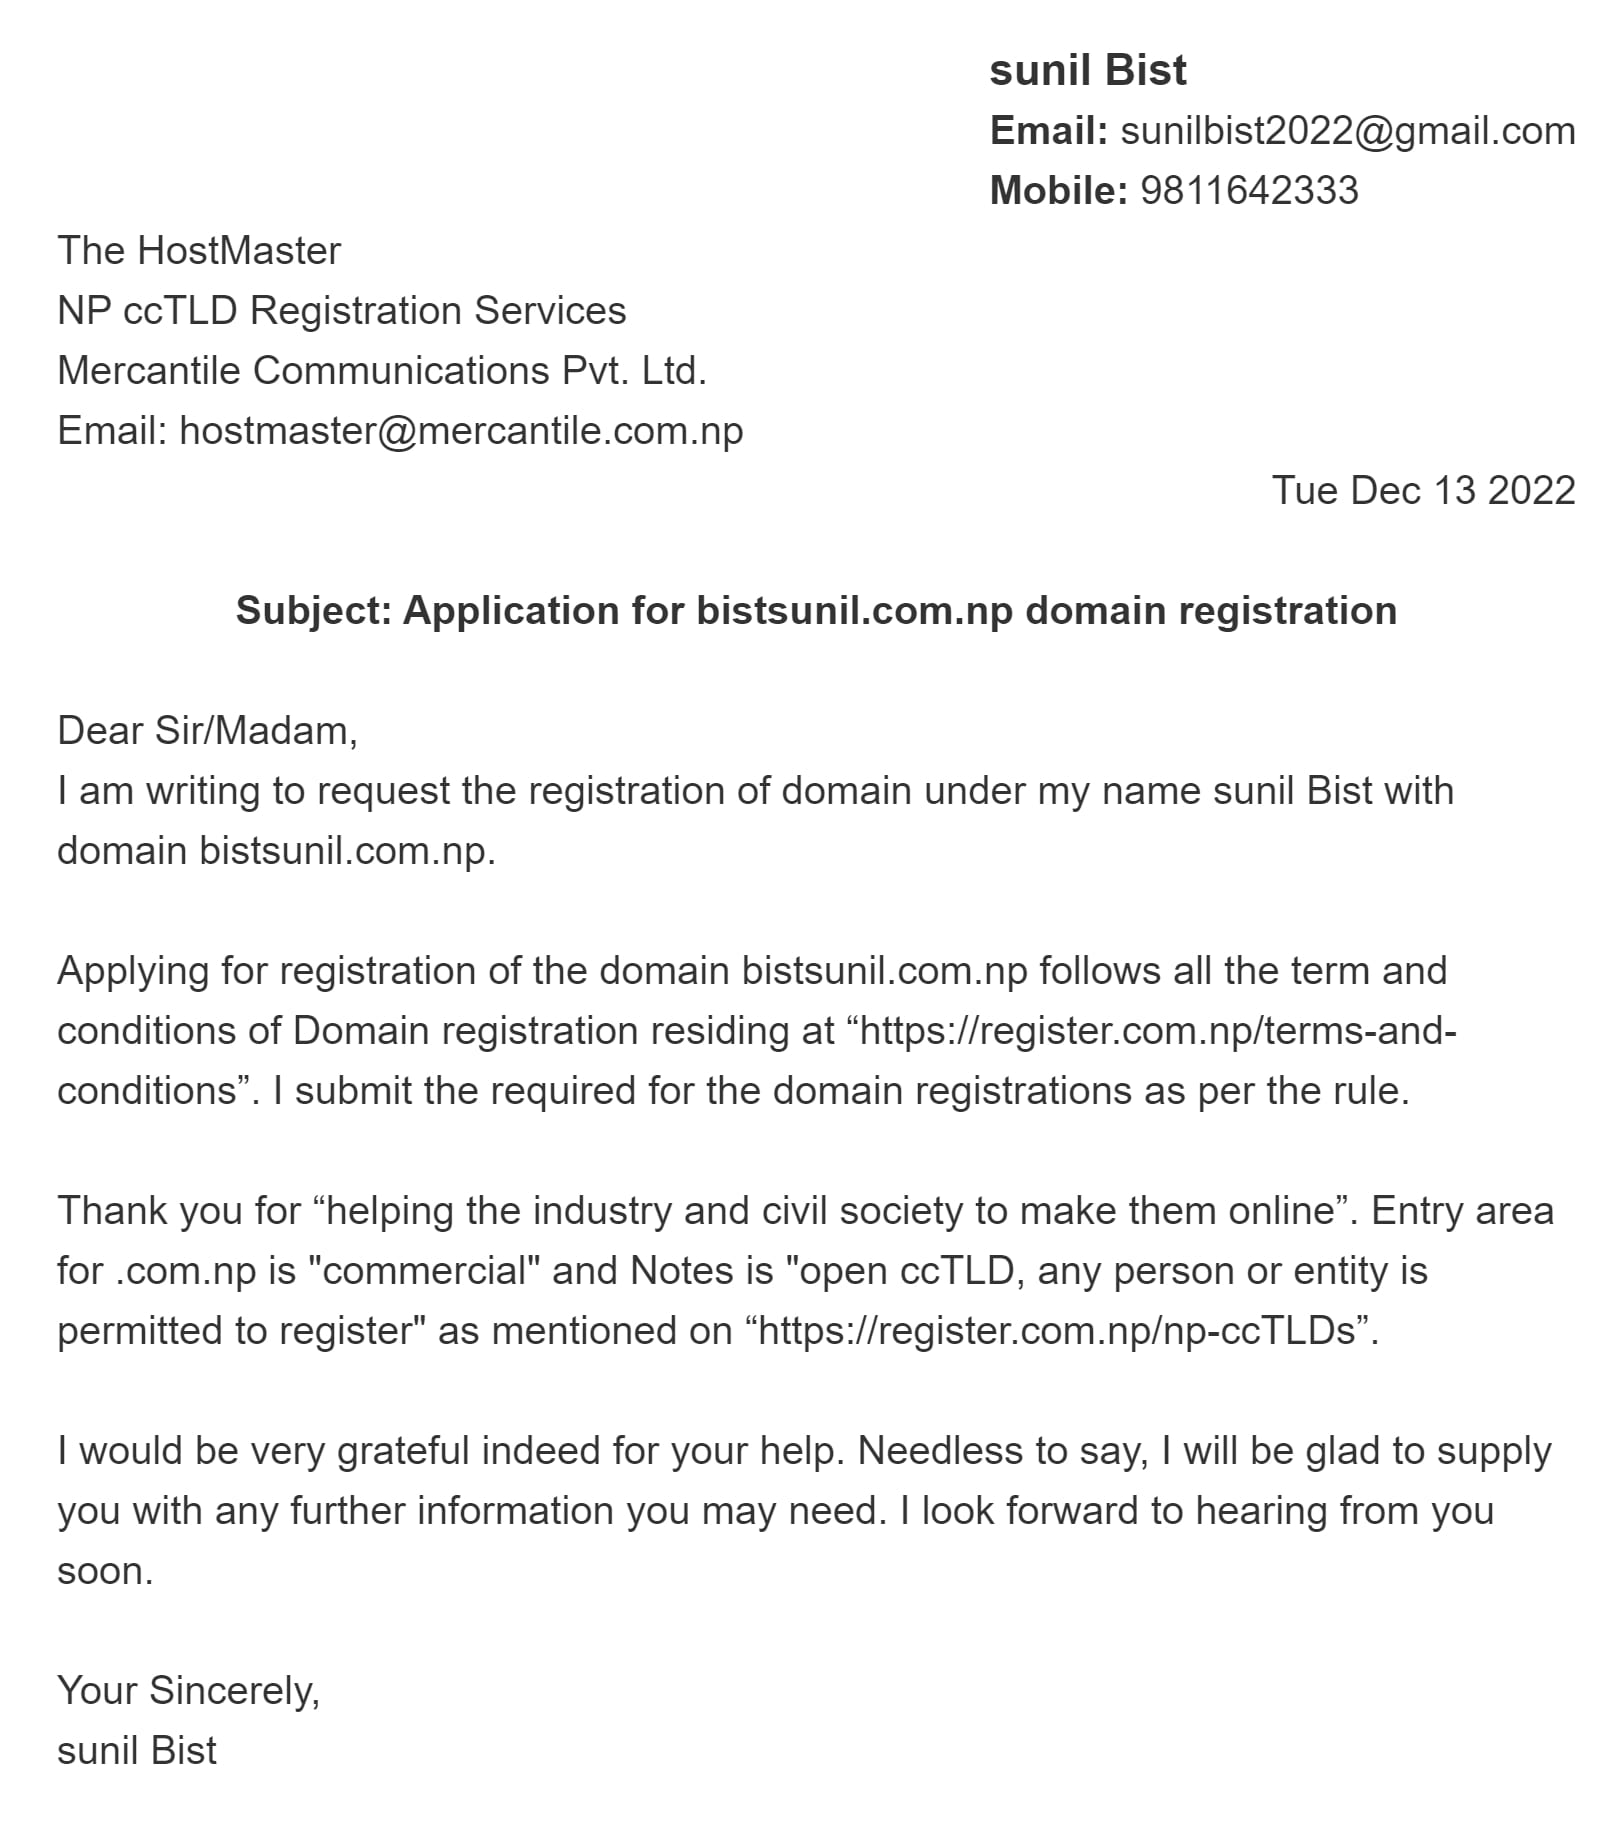 sunil Bist
Email: sunilbist2022@gmail.com
Mobile: 9811642333
The HostMaster
NP ccTLD Registration Services
Mercantile Communications Pvt. Ltd.
Email: hostmaster@mercantile.com.np
Tue Dec 13 2022
Subject: Application for bistsunil.com.np domain registration
Dear Sir/Madam,
I am writing to request the registration of domain under my name sunil Bist with
domain bistsunil.com.np.
Applying for registration of the domain bistsunil.com.np follows all the term and
conditions of Domain registration residing at “https://register.com.np/terms-and-
conditions”. I submit the required for the domain registrations as per the rule.
Thank you for “helping the industry and civil society to make them online”. Entry area
for .com.np is "commercial" and Notes is "open ccTLD, any person or entity is
permitted to register" as mentioned on “https://register.com.np/np-ccTLDs”.
I would be very grateful indeed for your help. Needless to say, I will be glad to supply
you with any further information you may need. I look forward to hearing from you
soon.
Your Sincerely,
sunil Bist